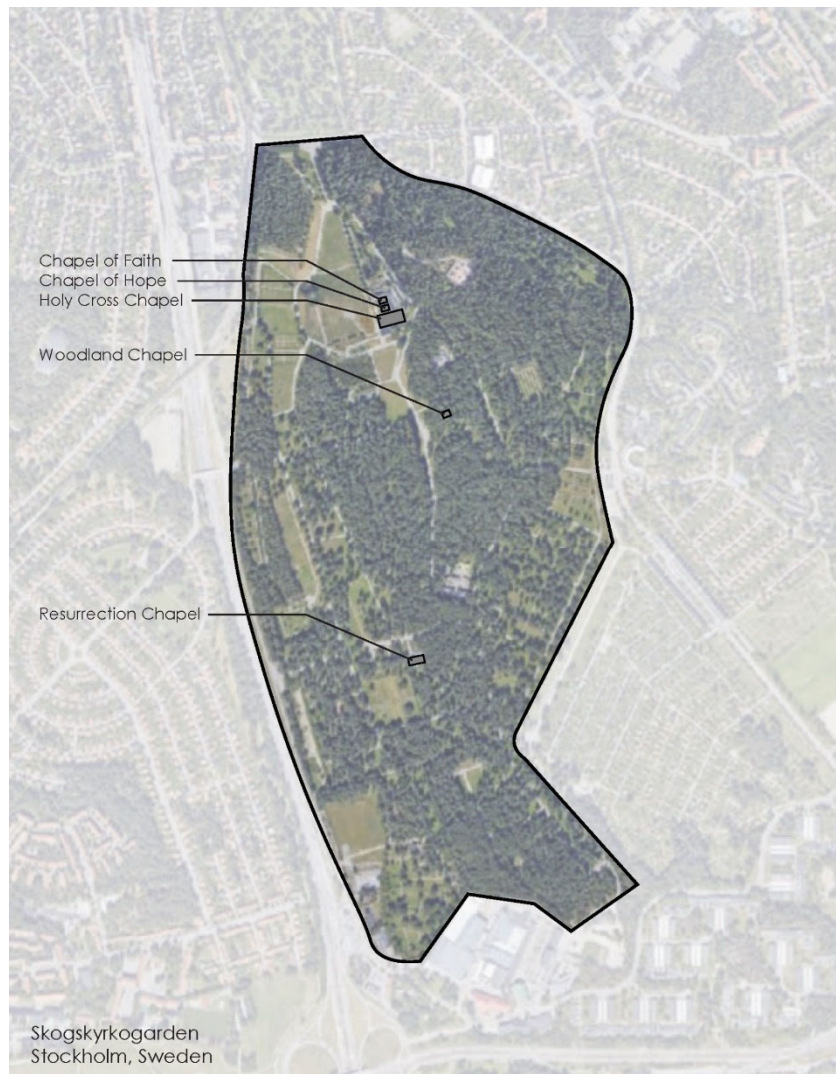 Chapel of Faith
Chapel of Hope
Holy Cross Chapel
Woodland Chapel
Resurrection Chapel
Skogskyrkogarden
Stockholm, Sweden